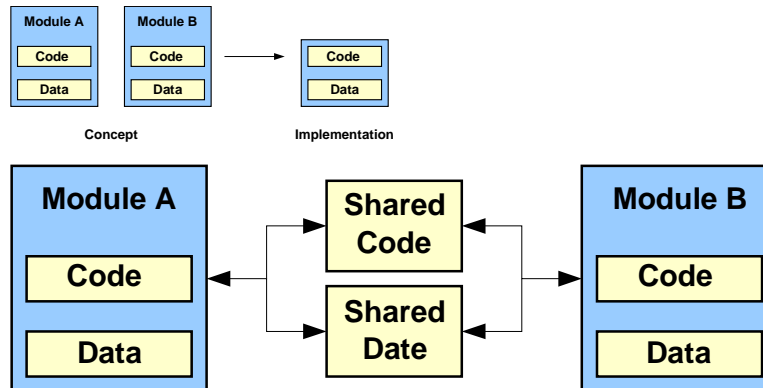 Module A
Module B
Code
Code
Code
Data
Data
Data
Concept
Implementation
Module A
Shared
Code
Module B
Code
Code
Shared
Date
Data
Data